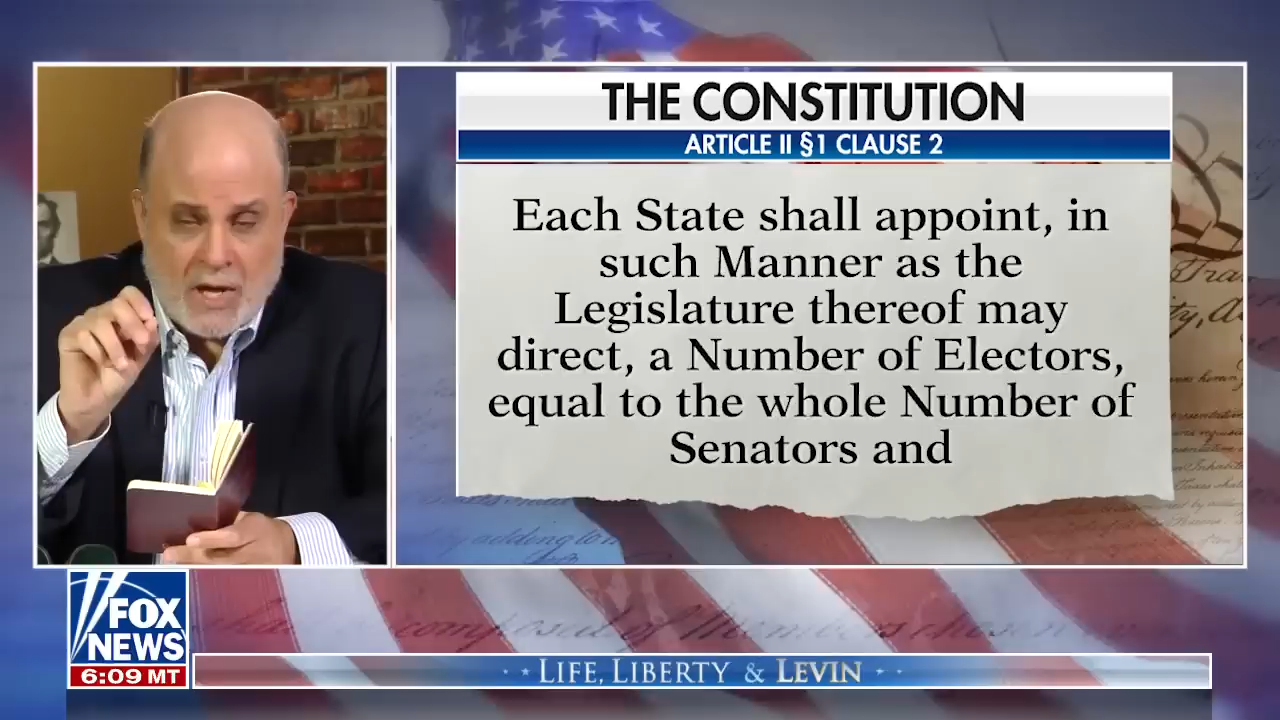 THE CONSTITUTION
ARTICLE II §1 CLAUSE 2
Each State shall appoint, in
such Manner as the
Legislature thereof may
direct, a Number of Electors,
equal to the whole Number of
Senators and
FOX
NEWS
6:09 MT
LIFE, LIBERTY & LEVIN